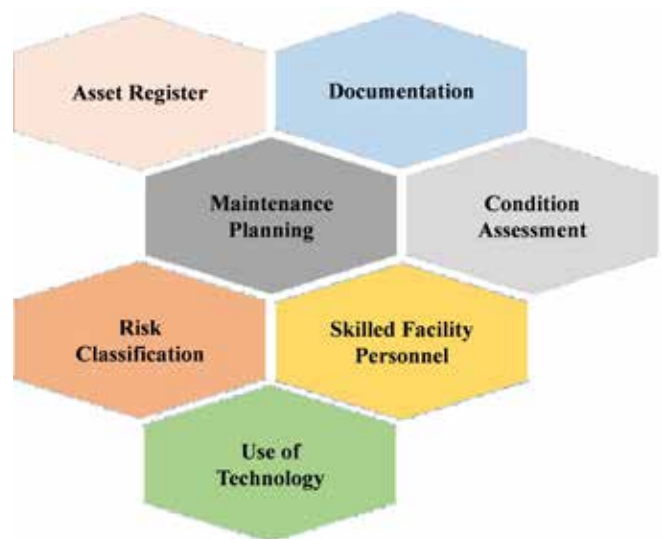 Asset Register
Documentation
Maintenance
Planning
Condition
Assessment
Risk
Classification
Skilled Facility
Personnel
Use of
Technology